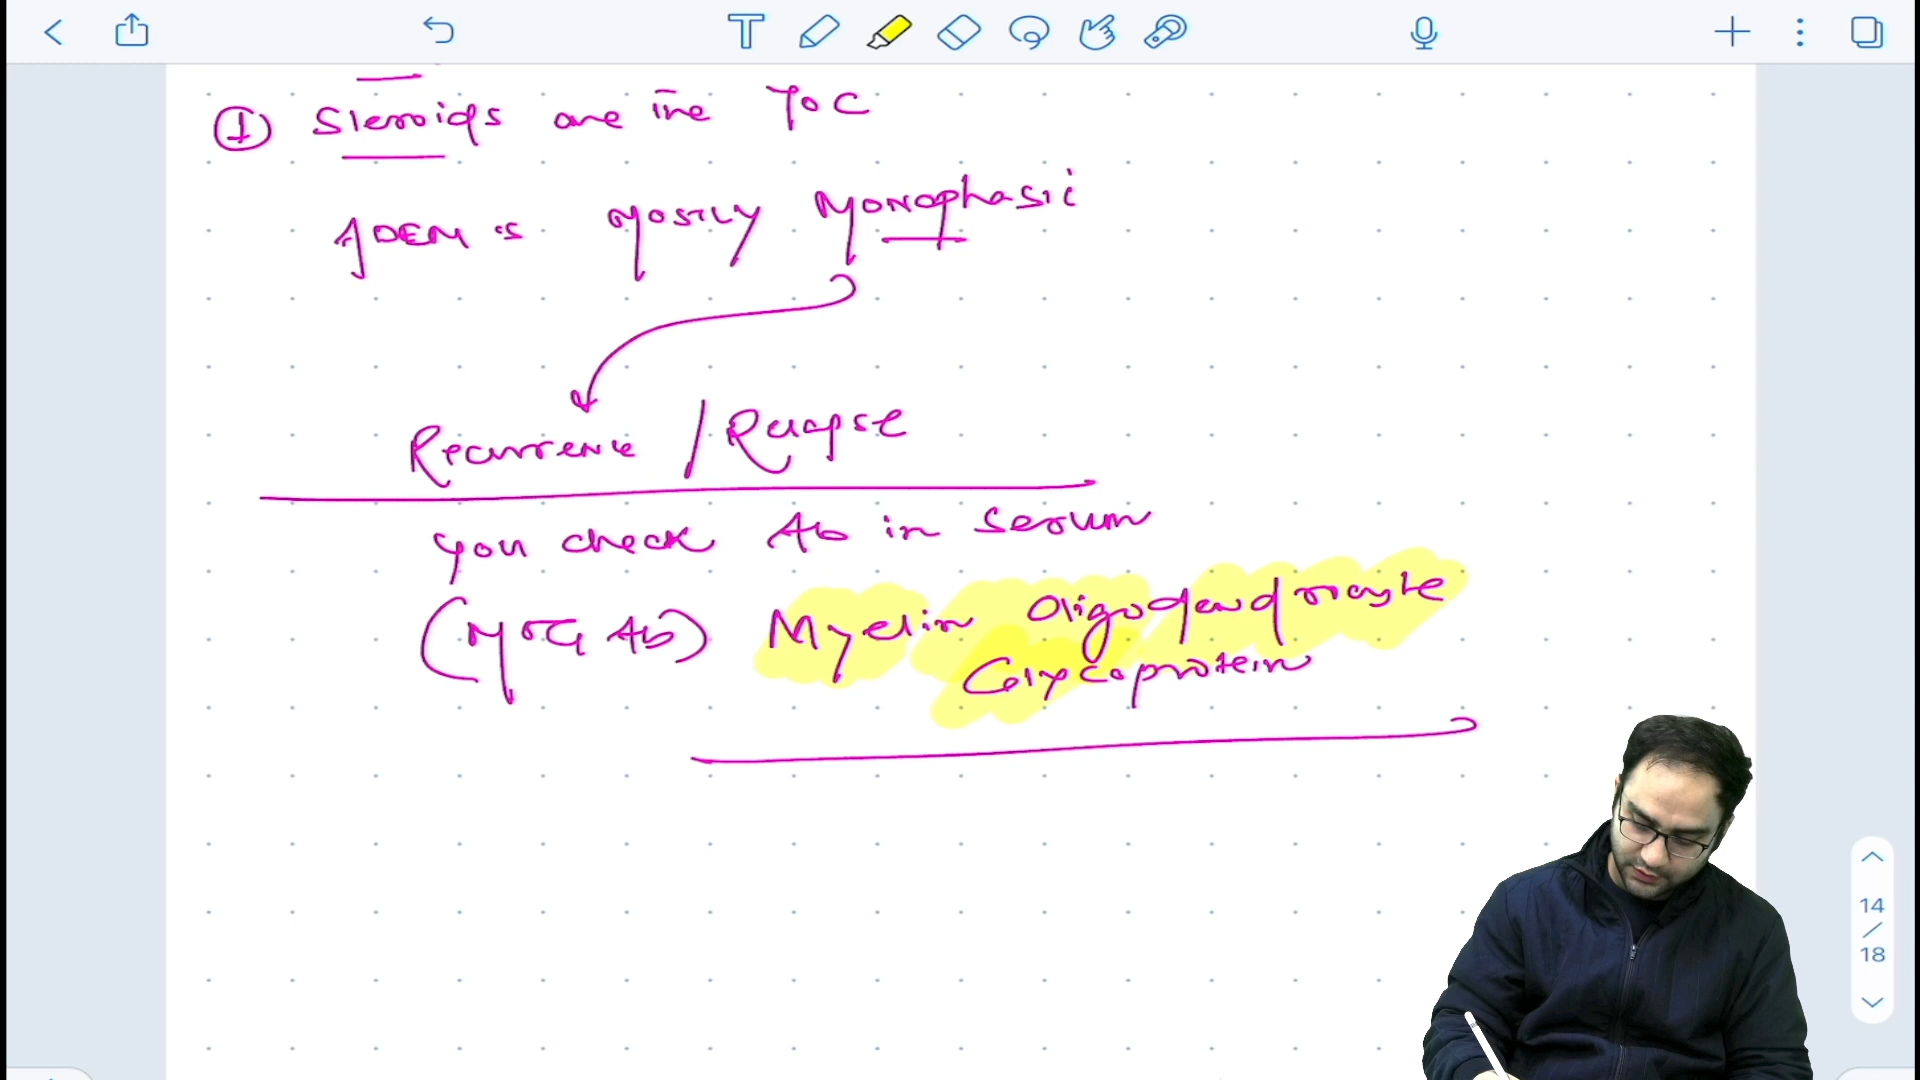 T
① Steroids are the TOC
ADEM is Mostly Monophasic
Recurrence / Relapse
you check Ab in serum
(MOG Ab) Myelin Oligodendrocyte
Glycoprotein
14
/
18